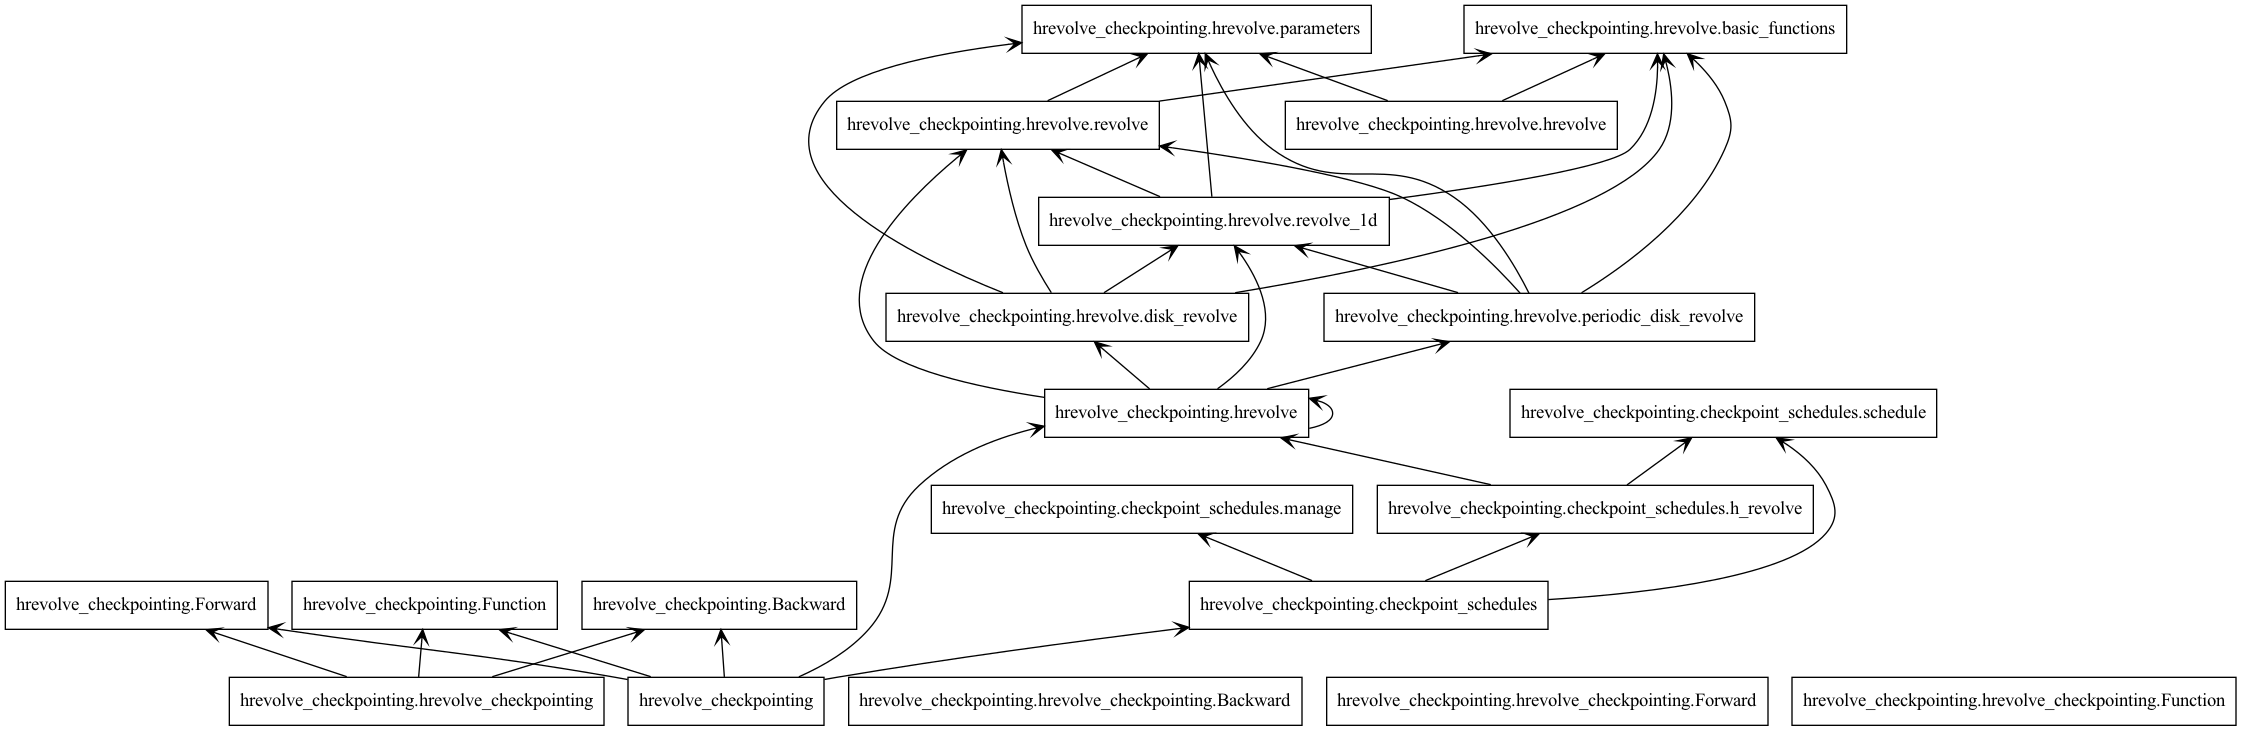 hrevolve_checkpointing.hrevolve.parameters
hrevolve_checkpointing.hrevolve.basic_functions
hrevolve_checkpointing.hrevolve.revolve
hrevolve_checkpointing.hrevolve.hrevolve
hrevolve_checkpointing.hrevolve.revolve_1d
hrevolve_checkpointing.hrevolve.disk_revolve
hrevolve_checkpointing.hrevolve.periodic_disk_revolve
hrevolve_checkpointing.hrevolve
hrevolve_checkpointing.checkpoint_schedules.schedule
hrevolve_checkpointing.checkpoint_schedules.manage
hrevolve_checkpointing.checkpoint_schedules.h_revolve
hrevolve_checkpointing.Forward
hrevolve_checkpointing.Function
hrevolve_checkpointing.Backward
hrevolve_checkpointing.checkpoint_schedules
hrevolve_checkpointing.hrevolve_checkpointing
hrevolve_checkpointing
hrevolve_checkpointing.hrevolve_checkpointing.Backward
hrevolve_checkpointing.hrevolve_checkpointing.Forward
hrevolve_checkpointing.hrevolve_checkpointing.Function